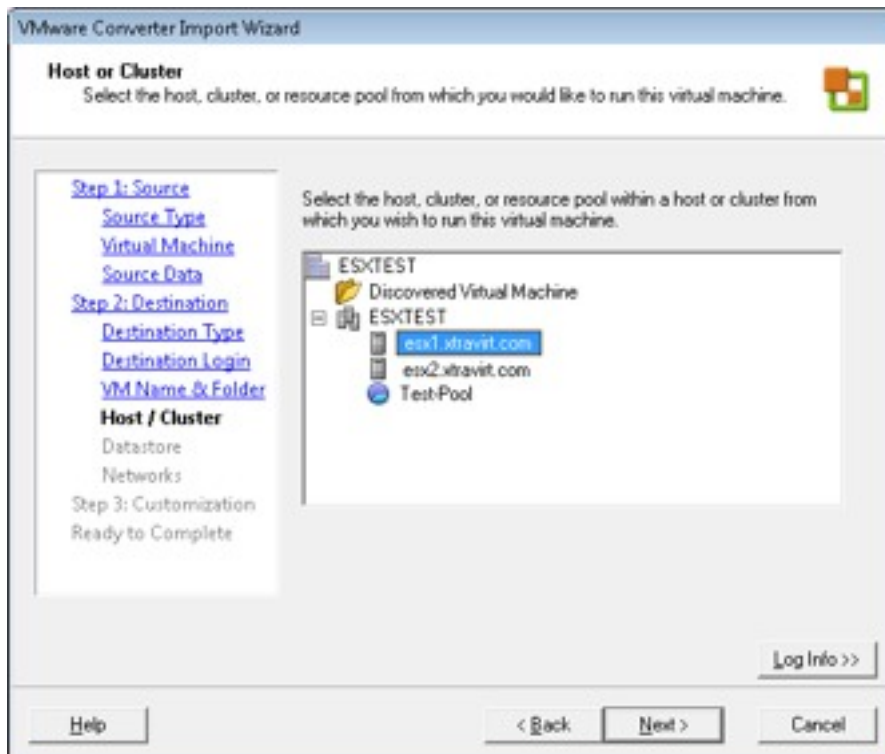 VMware Converter Import Wizard
Host or Cluster
Select the host, cluster, or resource pool from which you would like to run this virtual machine.
Step 1: Source
Source Type
Virtual Machine
Source Data
Step 2: Destination
Destination Type
Destination Login
VM Name & Folder
Host / Cluster
Datastore
Networks
Step 3: Customization
Ready to Complete
Select the host, cluster, or resource pool within a host or cluster from
which you wish to run this virtual machine.
ESXTEST
Discovered Virtual Machine
ESXTEST
esx1.xtravirt.com
esx2.xtravirt.com
Test-Pool
Log Info >>
Help
< Back
Next >
Cancel